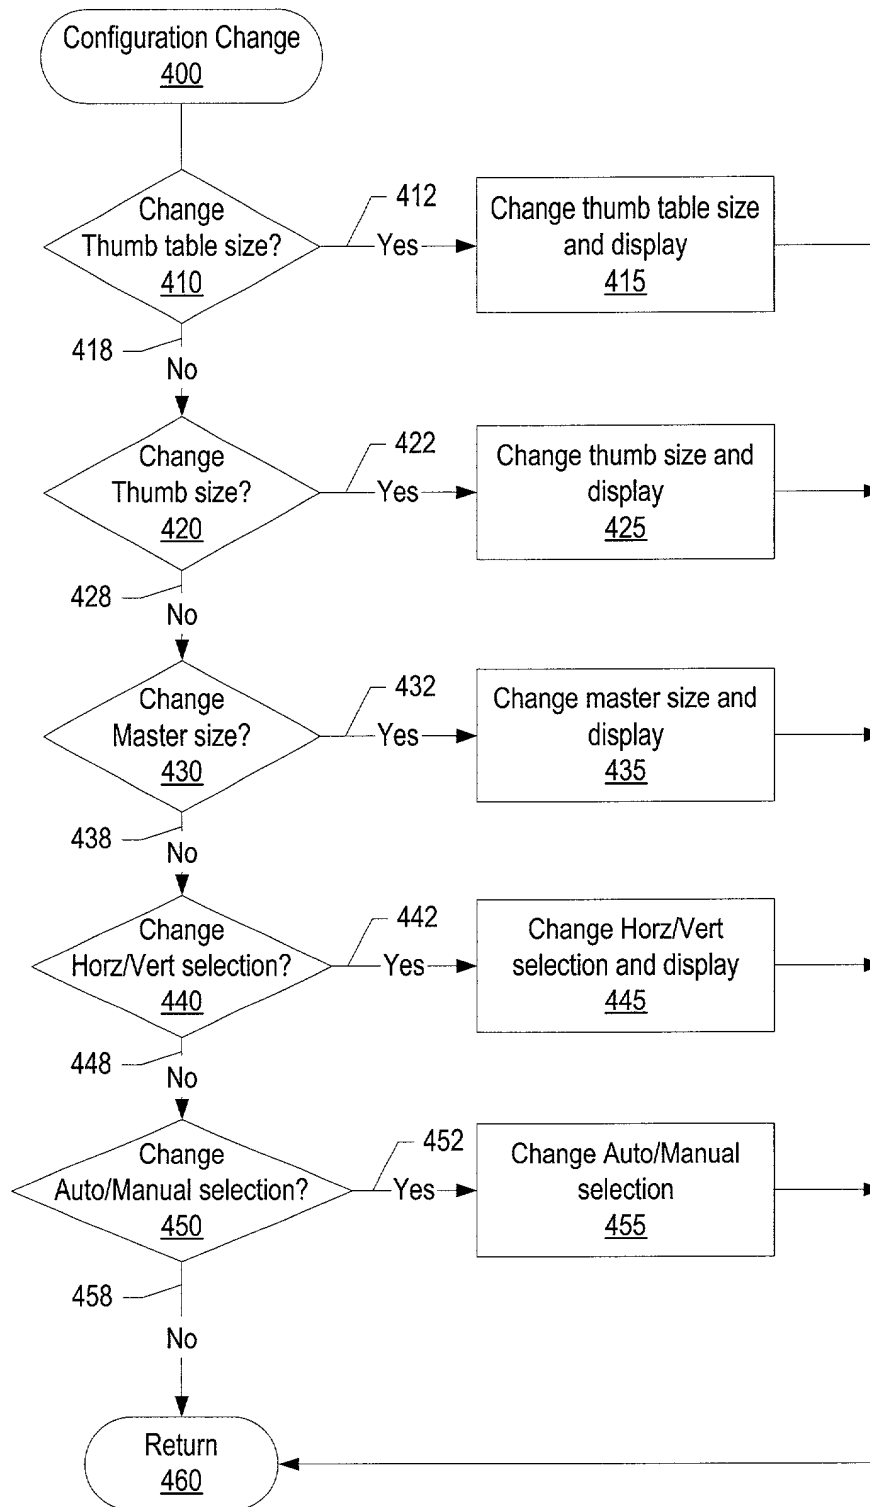 Configuration Change
400
Change
Thumb table size?
410
412
Yes
Change thumb table size
and display
415
418
No
Change
Thumb size?
420
422
Yes
Change thumb size and
display
425
428
No
Change
Master size?
430
432
Yes
Change master size and
display
435
438
No
Change
Horz/Vert selection?
440
442
Yes
Change Horz/Vert
selection and display
445
448
No
Change
Auto/Manual selection?
450
452
Yes
Change Auto/Manual
selection
455
458
No
Return
460